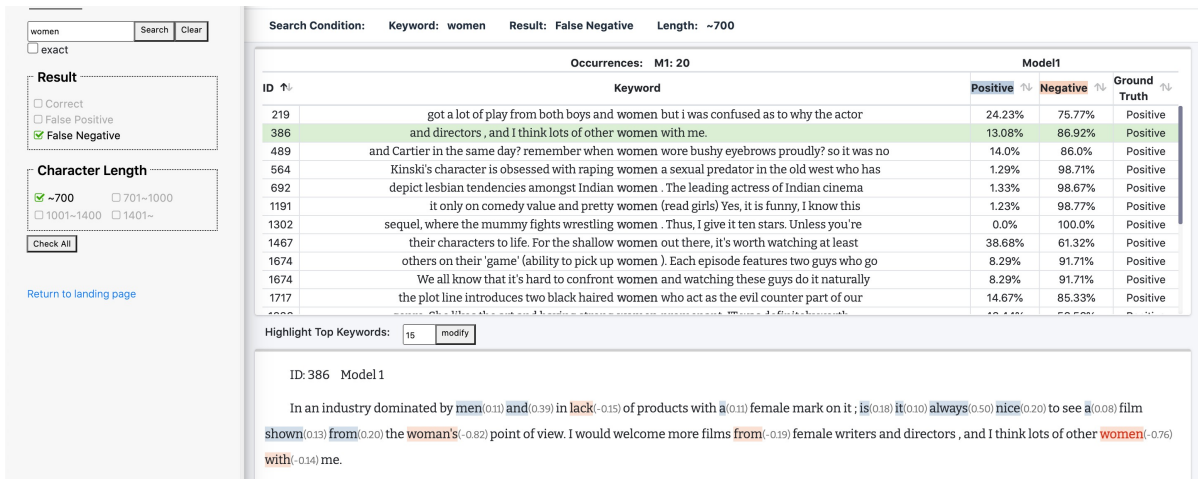 women Search Clear
exact
Result
Correct
False Positive
False Negative
Character Length
~700 701~1000
1001~1400 1401~
Check All
Return to landing page
Search Condition: Keyword: women Result: False Negative Length: ~700
Occurrences: M1: 20 Model1
ID Keyword Positive Negative Ground Truth
219 got a lot of play from both boys and women but i was confused as to why the actor 24.23% 75.77% Positive
386 and directors , and I think lots of other women with me. 13.08% 86.92% Positive
489 and Cartier in the same day? remember when women wore bushy eyebrows proudly? so it was no 14.0% 86.0% Positive
564 Kinski's character is obsessed with raping women a sexual predator in the old west who has 1.29% 98.71% Positive
692 depict lesbian tendencies amongst Indian women . The leading actress of Indian cinema 1.33% 98.67% Positive
1191 it only on comedy value and pretty women (read girls) Yes, it is funny, I know this 1.23% 98.77% Positive
1302 sequel, where the mummy fights wrestling women . Thus, I give it ten stars. Unless you're 0.0% 100.0% Positive
1467 their characters to life. For the shallow women out there, it's worth watching at least 38.68% 61.32% Positive
1674 others on their 'game' (ability to pick up women ). Each episode features two guys who go 8.29% 91.71% Positive
1674 We all know that it's hard to confront women and watching these guys do it naturally 8.29% 91.71% Positive
1717 the plot line introduces two black haired women who act as the evil counter part of our 14.67% 85.33% Positive
Highlight Top Keywords: 15 modify
ID: 386 Model 1
In an industry dominated by men(0.11) and(0.39) in lack(-0.15) of products with a(0.11) female mark on it ; is(0.18) it(0.10) always(0.50) nice(0.20) to see a(0.08) film
shown(0.13) from(0.20) the woman's(-0.82) point of view. I would welcome more films from(-0.19) female writers and directors , and I think lots of other women(-0.76)
with(-0.14) me.